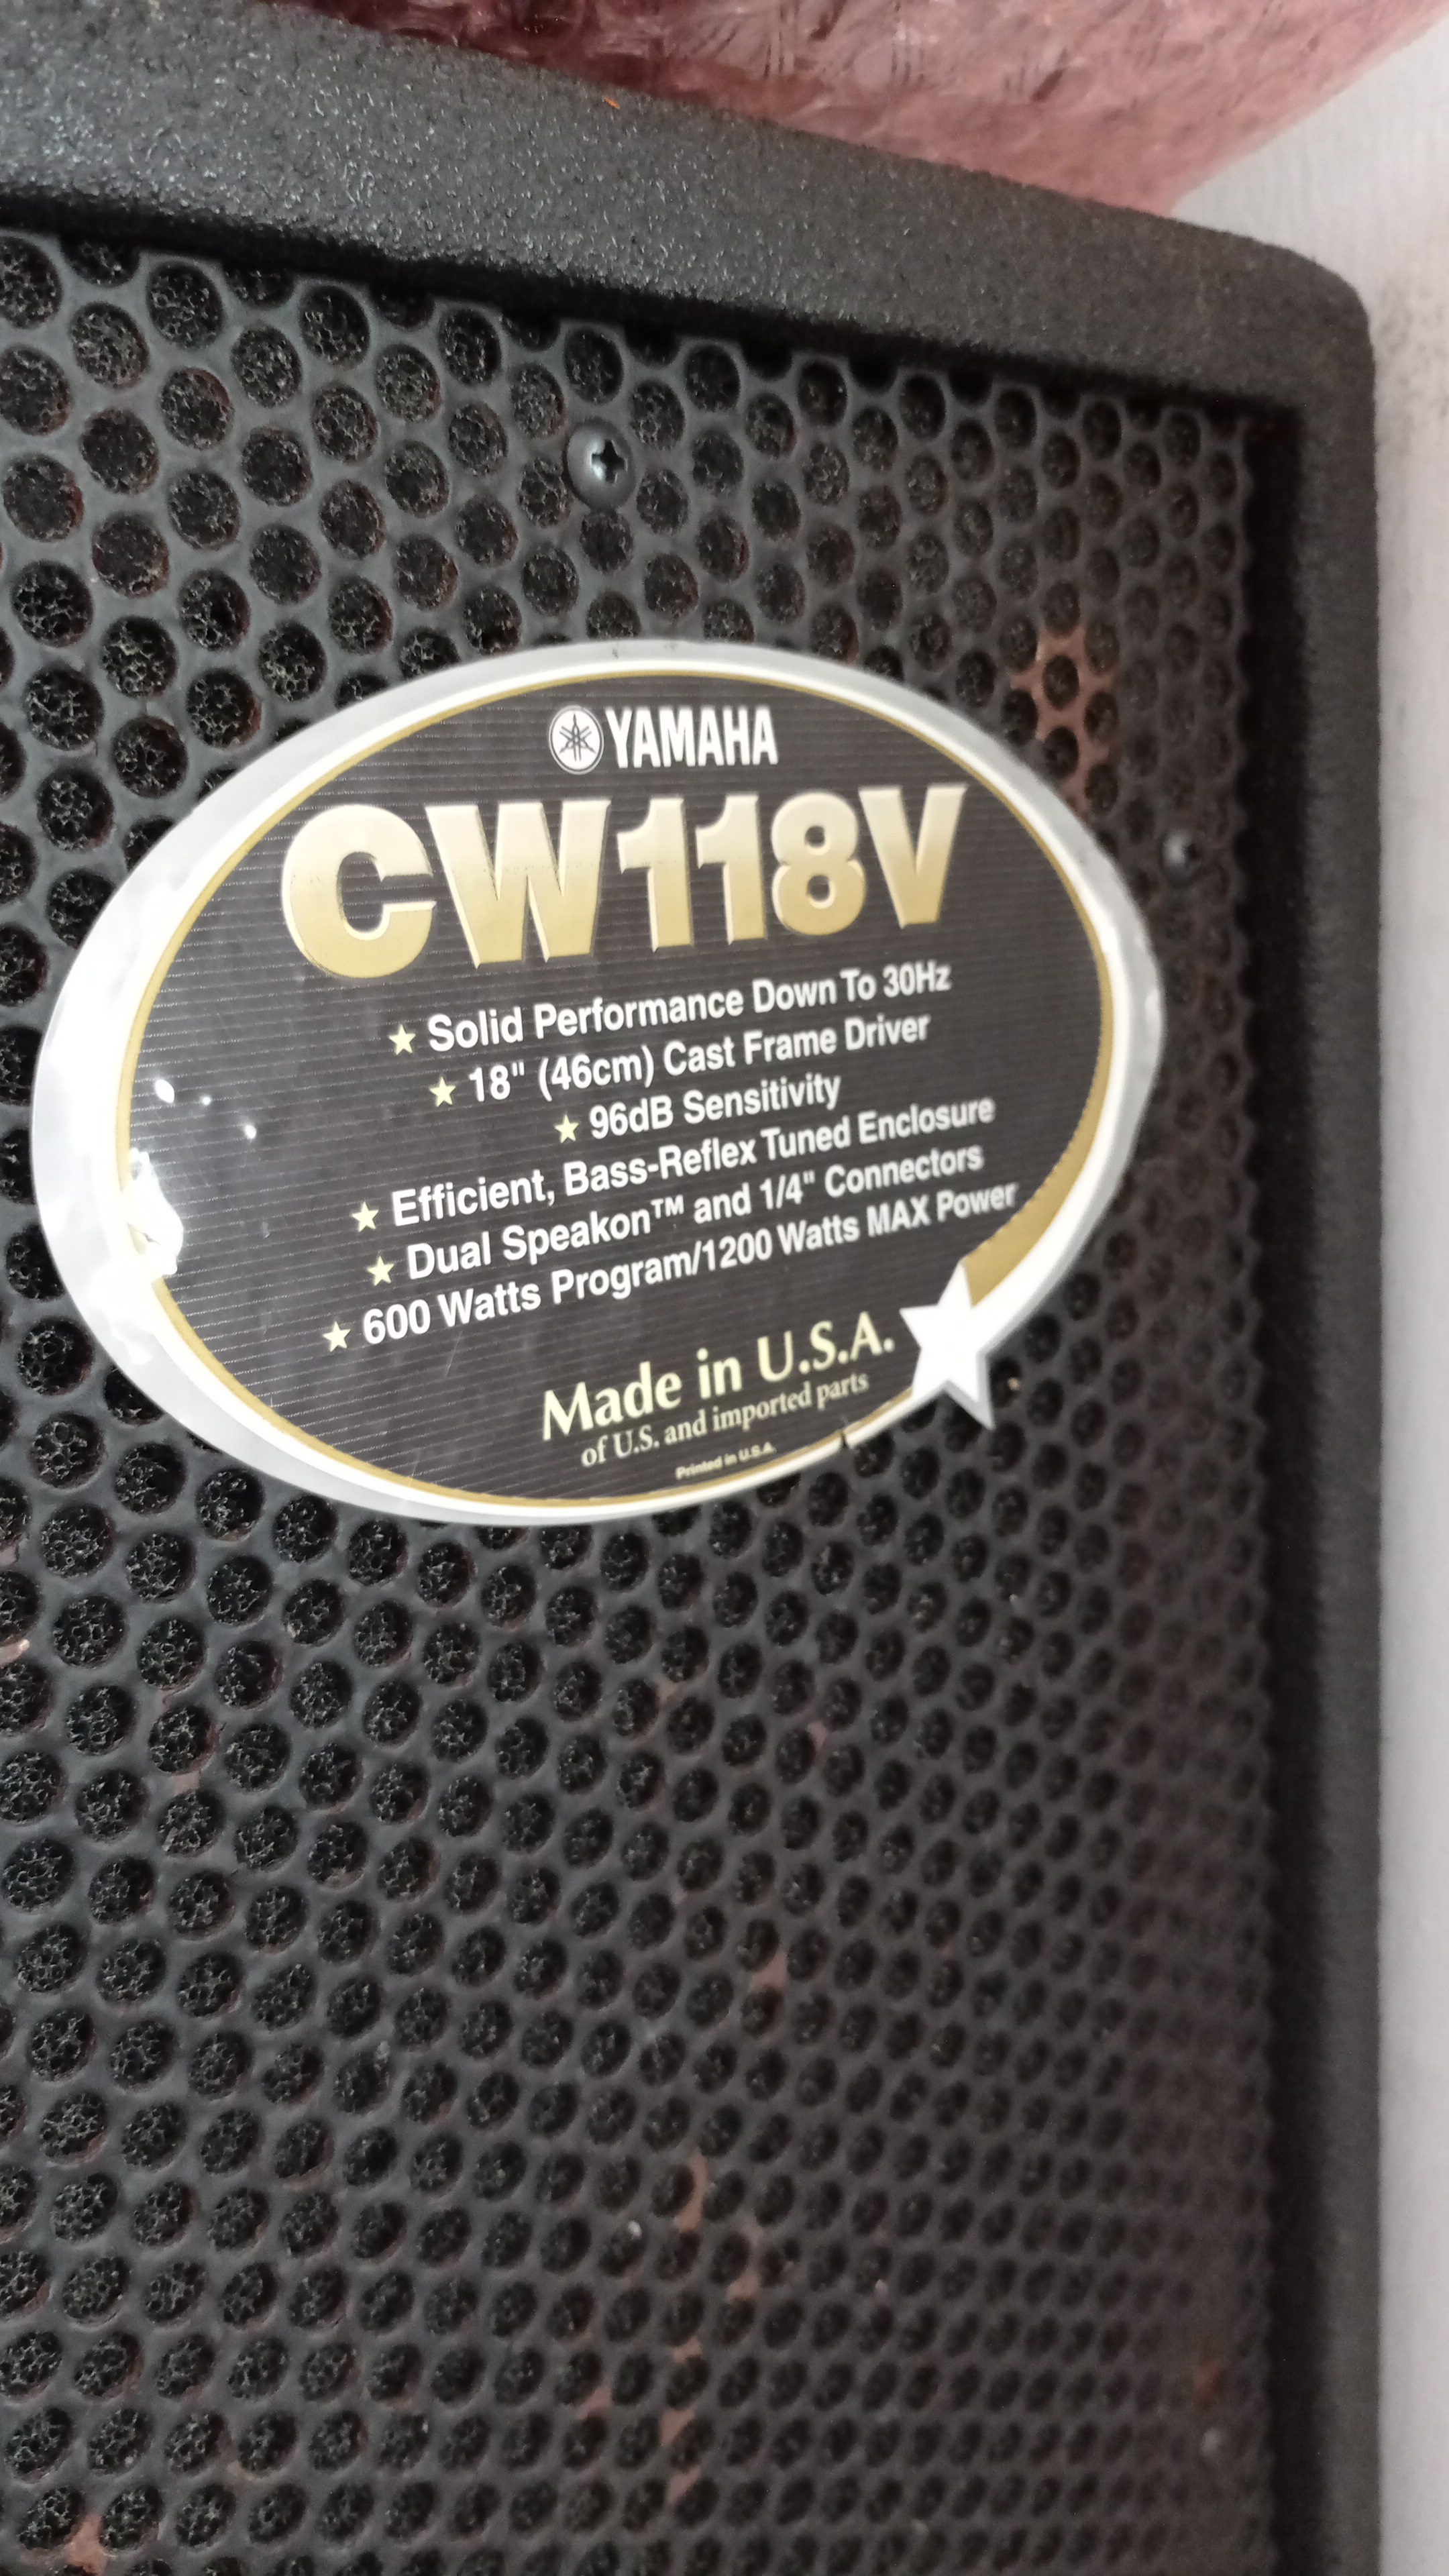 YAMAHA
CW118V
★ Solid Performance Down To 30Hz
★ 18" (46cm) Cast Frame Driver
★ 96dB Sensitivity
★ Efficient, Bass-Reflex Tuned Enclosure
★ Dual Speakon™ and 1/4" Connectors
★ 600 Watts Program/1200 Watts MAX Power
Made in U.S.A.
of U.S. and imported parts
Printed in U.S.A.